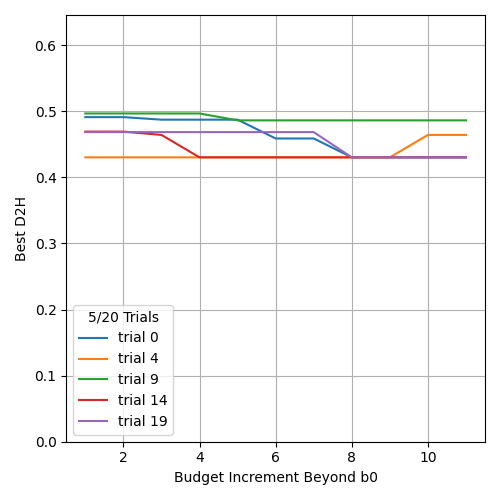 0.6
0.5
0.4
0.3
0.2
0.1
0.0
Best D2H
5/20 Trials
trial 0
trial 4
trial 9
trial 14
trial 19
2 4 6 8 10
Budget Increment Beyond b0